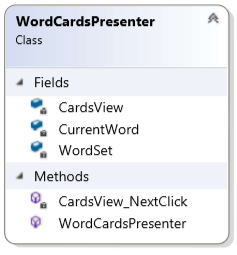 WordCardsPresenter
Class
Fields
CardsView
CurrentWord
WordSet
Methods
CardsView_NextClick
WordCardsPresenter